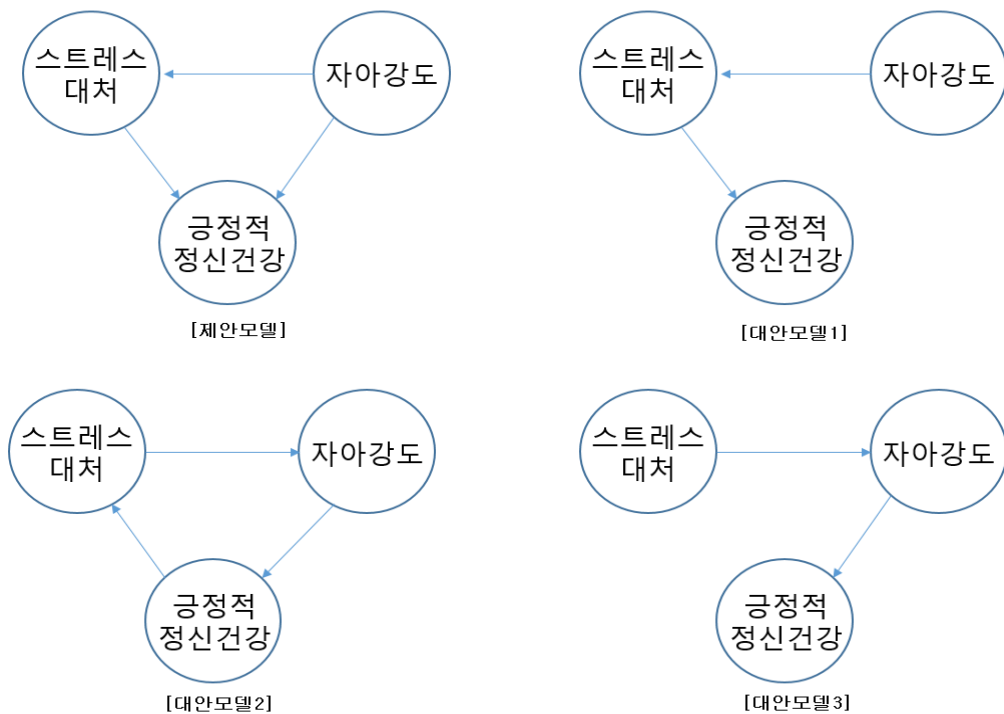 스트레스
대처
자아강도
긍정적
정신건강
[제안모델]
스트레스
대처
자아강도
긍정적
정신건강
[대안모델1]
스트레스
대처
자아강도
긍정적
정신건강
[대안모델2]
스트레스
대처
자아강도
긍정적
정신건강
[대안모델3]